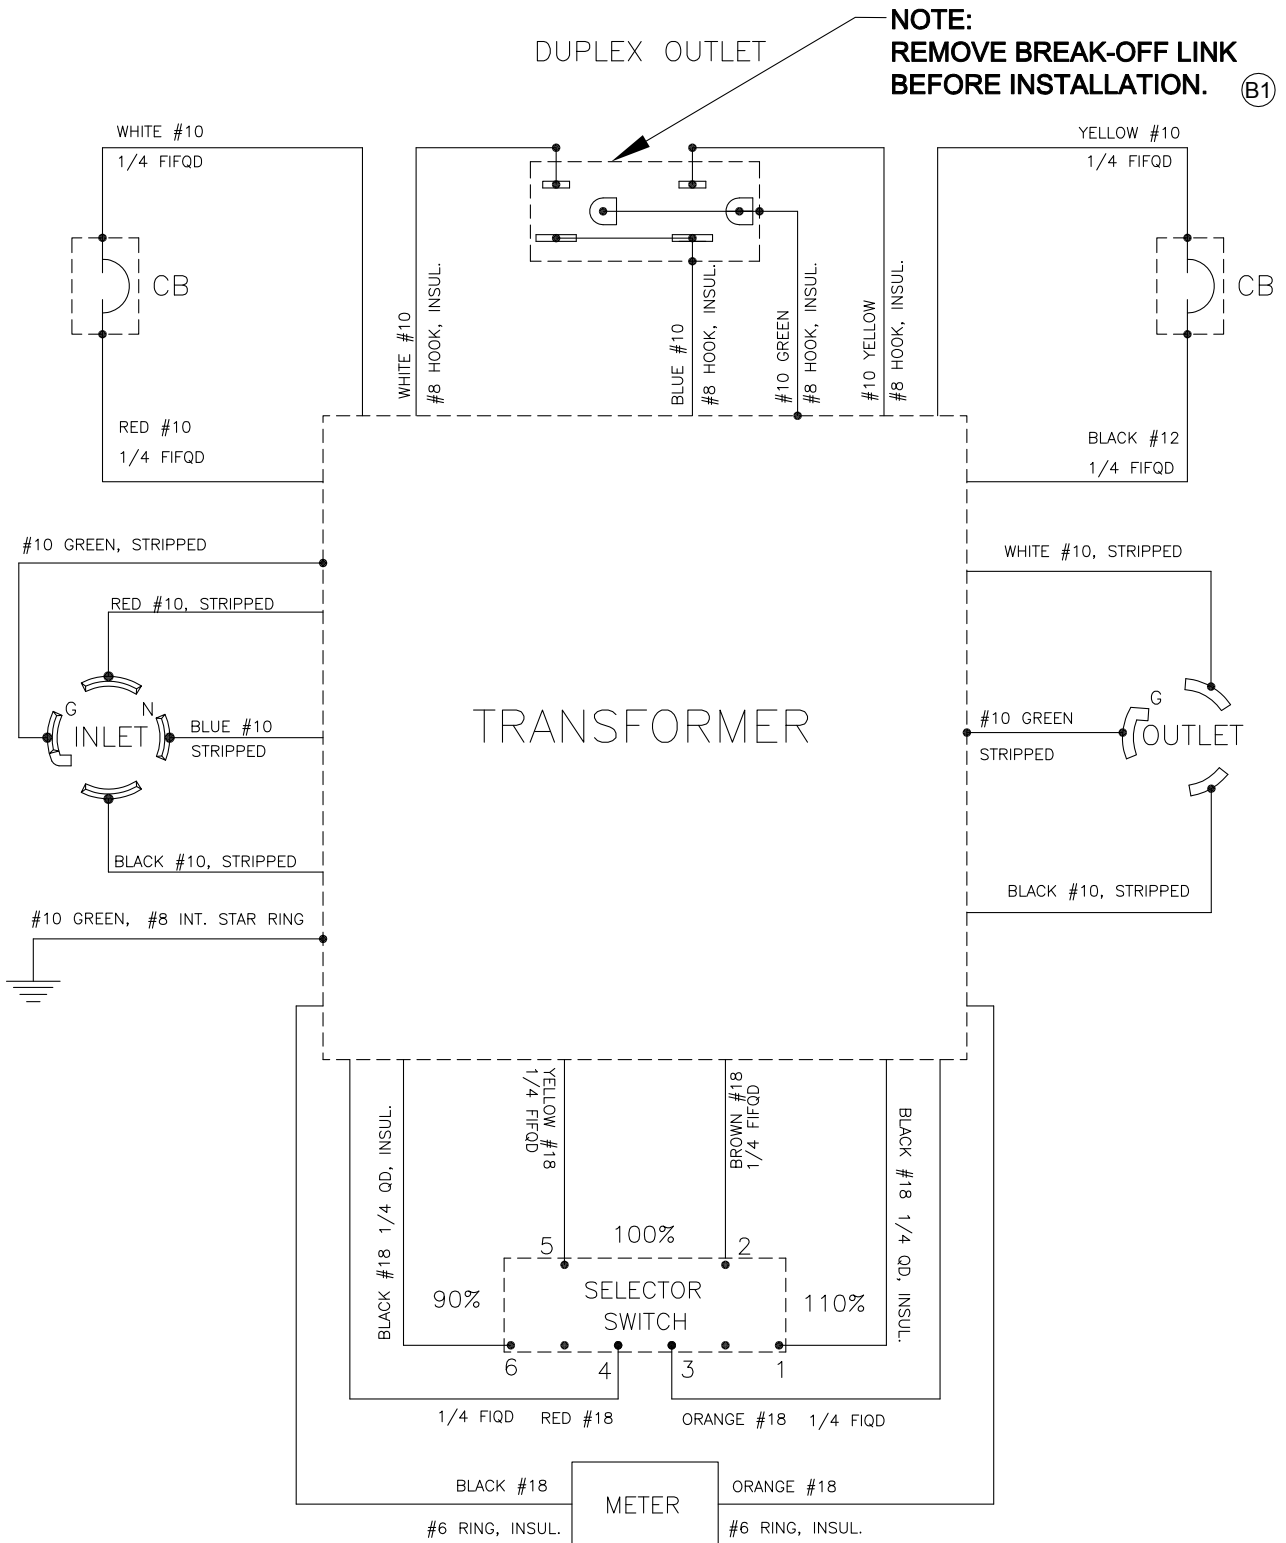 NOTE:
REMOVE BREAK-OFF LINK
BEFORE INSTALLATION.
B1
DUPLEX OUTLET
WHITE #10
1/4 FIFQD
YELLOW #10
1/4 FIFQD
CB
CB
WHITE #10
#8 HOOK, INSUL.
BLUE #10
#8 HOOK, INSUL.
#10 GREEN
#8 HOOK, INSUL.
#10 YELLOW
#8 HOOK, INSUL.
RED #10
1/4 FIFQD
BLACK #12
1/4 FIFQD
#10 GREEN, STRIPPED
WHITE #10, STRIPPED
RED #10, STRIPPED
G
N
INLET
BLUE #10
STRIPPED
TRANSFORMER
#10 GREEN
STRIPPED
G
OUTLET
BLACK #10, STRIPPED
BLACK #10, STRIPPED
#10 GREEN, #8 INT. STAR RING
BLACK #18 1/4 QD, INSUL.
YELLOW #18
1/4 FIFQD
BROWN #18
1/4 FIFQD
BLACK #18 1/4 QD, INSUL.
5
100%
2
90%
SELECTOR
SWITCH
110%
6
4
3
1
1/4 FIQD RED #18
ORANGE #18 1/4 FIQD
BLACK #18
#6 RING, INSUL.
METER
ORANGE #18
#6 RING, INSUL.